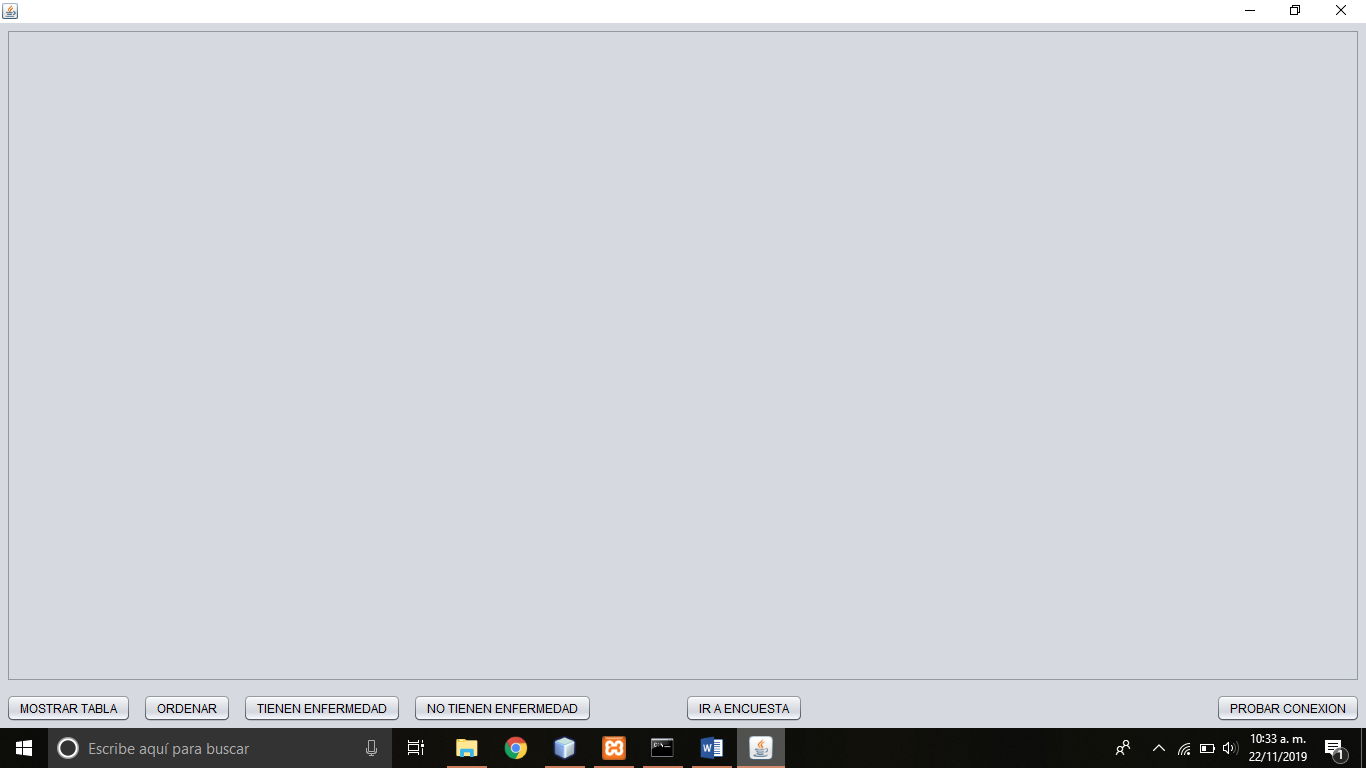 MOSTRAR TABLA
ORDENAR
TIENEN ENFERMEDAD
NO TIENEN ENFERMEDAD
IR A ENCUESTA
PROBAR CONEXION
Escribe aquí para buscar
10:33 a. m.
22/11/2019
1